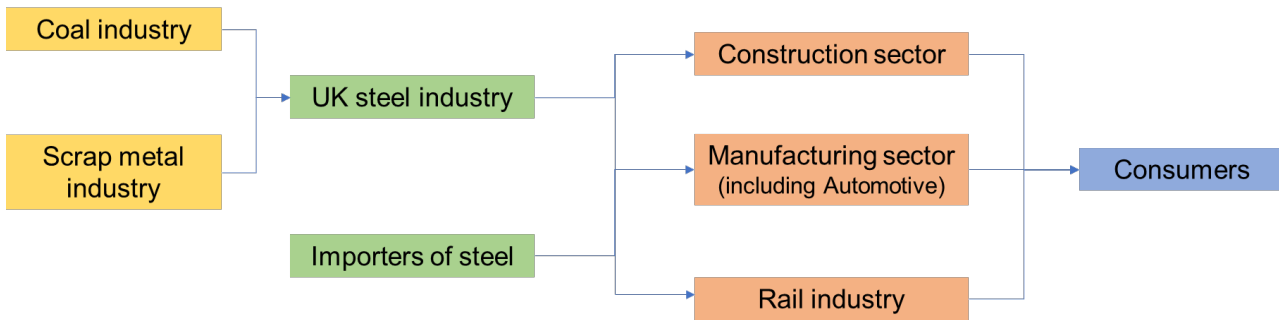 Coal industry
Scrap metal
industry
UK steel industry
Importers of steel
Construction sector
Manufacturing sector
(including Automotive)
Rail industry
Consumers